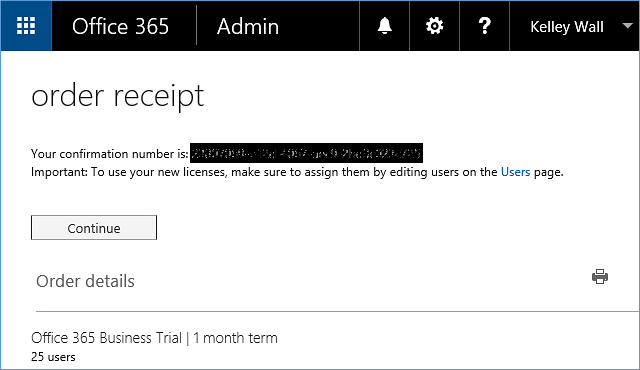 Office 365 Admin ? Kelley Wall
order receipt
Your confirmation number is:
Important: To use your new licenses, make sure to assign them by editing users on the Users page.
Continue
Order details
Office 365 Business Trial | 1 month term
25 users